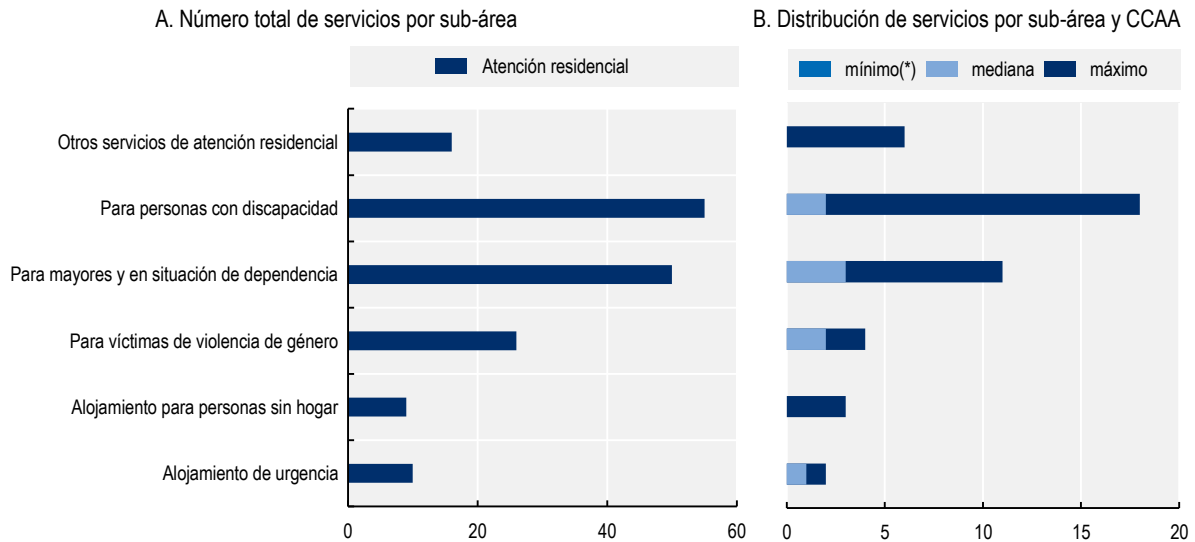 A. Número total de servicios por sub-área
Atención residencial
Otros servicios de atención residencial
Para personas con discapacidad
Para mayores y en situación de dependencia
Para víctimas de violencia de género
Alojamiento para personas sin hogar
Alojamiento de urgencia
0 20 40 60
B. Distribución de servicios por sub-área y CCAA
mínimo(*) mediana máximo
0 5 10 15 20